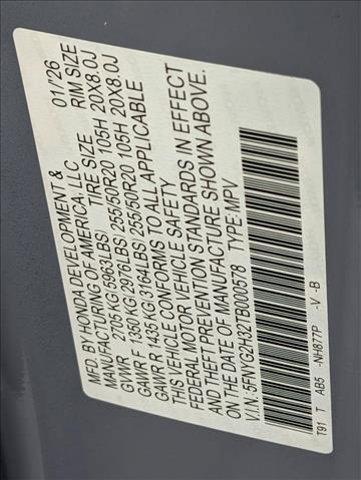 MFD. BY HONDA DEVELOPMENT & 01/'26
MANUFACTURING OF AMERICA, LLC TIRE SIZE RIM SIZE
GVWR 2705 KG(5963LBS)
GAWR F 1350 KG(2976LBS) 255/50R20 105H 20X8.0J
GAWR R 1435 KG(3164LBS) 255/50R20 105H 20X8.0J
THIS VEHICLE CONFORMS TO ALL APPLICABLE
FEDERAL MOTOR VEHICLE SAFETY
AND THEFT PREVENTION STANDARDS IN EFFECT
ON THE DATE OF MANUFACTURE SHOWN ABOVE.
V.I.N.: 5FNYG2H32TB000578 TYPE:MPV
T91 T AB5 -NH877P -V -B